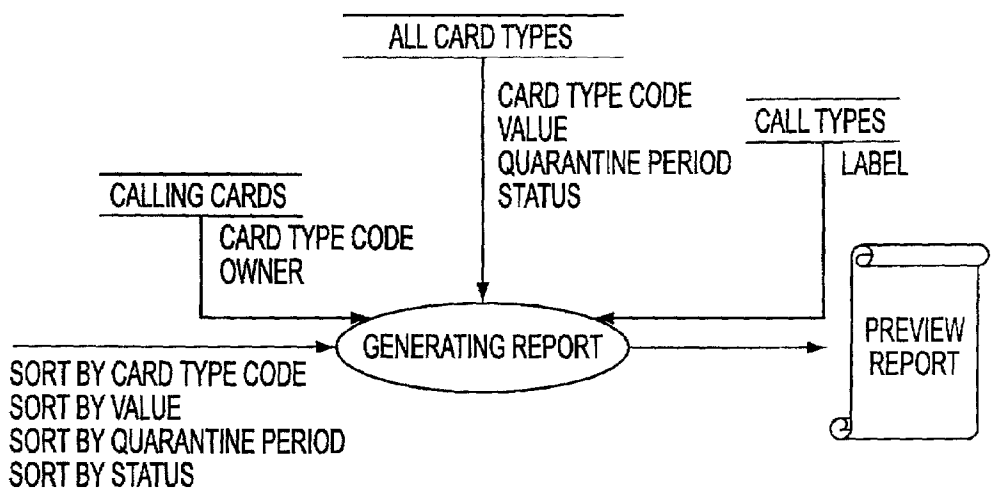 ALL CARD TYPES
CARD TYPE CODE
VALUE
QUARANTINE PERIOD
STATUS
CALL TYPES
LABEL
CALLING CARDS
CARD TYPE CODE
OWNER
GENERATING REPORT
PREVIEW
REPORT
SORT BY CARD TYPE CODE
SORT BY VALUE
SORT BY QUARANTINE PERIOD
SORT BY STATUS